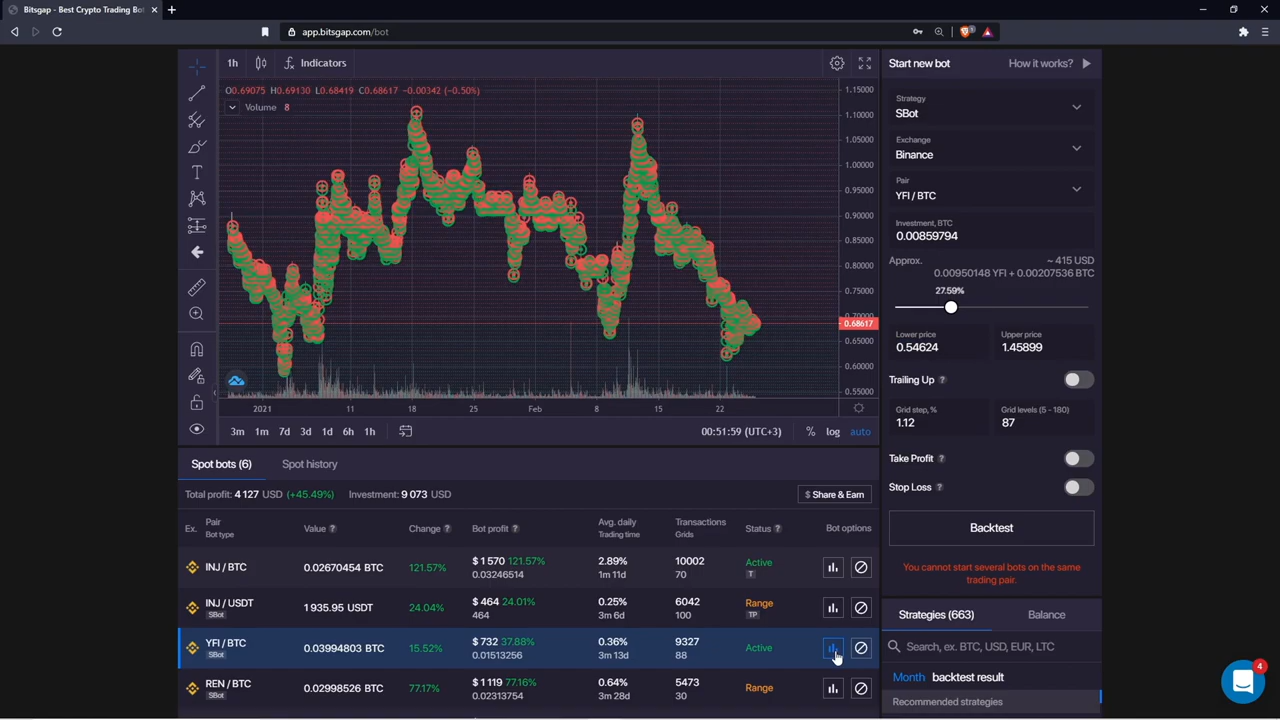 Bitsgap - Best Crypto Trading Bot
app.bitsgap.com/bot
1h
Indicators
O0.69075 H0.69130 L0.68419 C0.68617 -0.00342 (-0.50%)
Volume 8
1.15000
1.10000
1.05000
1.00000
0.95000
0.90000
0.85000
0.80000
0.75000
0.70000
0.68617
0.65000
0.60000
0.55000
2021 11 18 25 Feb 8 15 22
3m 1m 7d 3d 1d 6h 1h
00:51:59 (UTC+3) % log auto
Start new bot How it works?
Strategy
SBot
Exchange
Binance
Pair
YFI / BTC
Investment, BTC
0.00859794
Approx. ~ 415 USD
0.00950148 YFI + 0.00207536 BTC
27.59%
Lower price Upper price
0.54624 1.45899
Trailing Up ?
Grid step, % Grid levels (5 - 180)
1.12 87
Take Profit ?
Stop Loss ?
Backtest
You cannot start several bots on the same
trading pair.
Strategies (663) Balance
Search, ex. BTC, USD, EUR, LTC
Month backtest result
Recommended strategies
4
Spot bots (6) Spot history
Total profit: 4 127 USD (+45.49%) Investment: 9 073 USD $ Share & Earn
Ex. Pair Value ? Change ? Bot profit ? Avg. daily Transactions Status ? Bot options
Bot type Trading time Grids
INJ / BTC 0.02670454 BTC 121.57% $ 1 570 121.57% 2.89% 10002 Active
0.03246514 1m 11d 70 T
INJ / USDT 1 935.95 USDT 24.04% $ 464 24.01% 0.25% 6042 Range
SBot 464 3m 6d 100 TP
YFI / BTC 0.03994803 BTC 15.52% $ 732 37.88% 0.36% 9327 Active
SBot 0.01513256 3m 13d 88
REN / BTC 0.02998526 BTC 77.17% $ 1 119 77.16% 0.64% 5473 Range
SBot 0.02313754 3m 28d 30